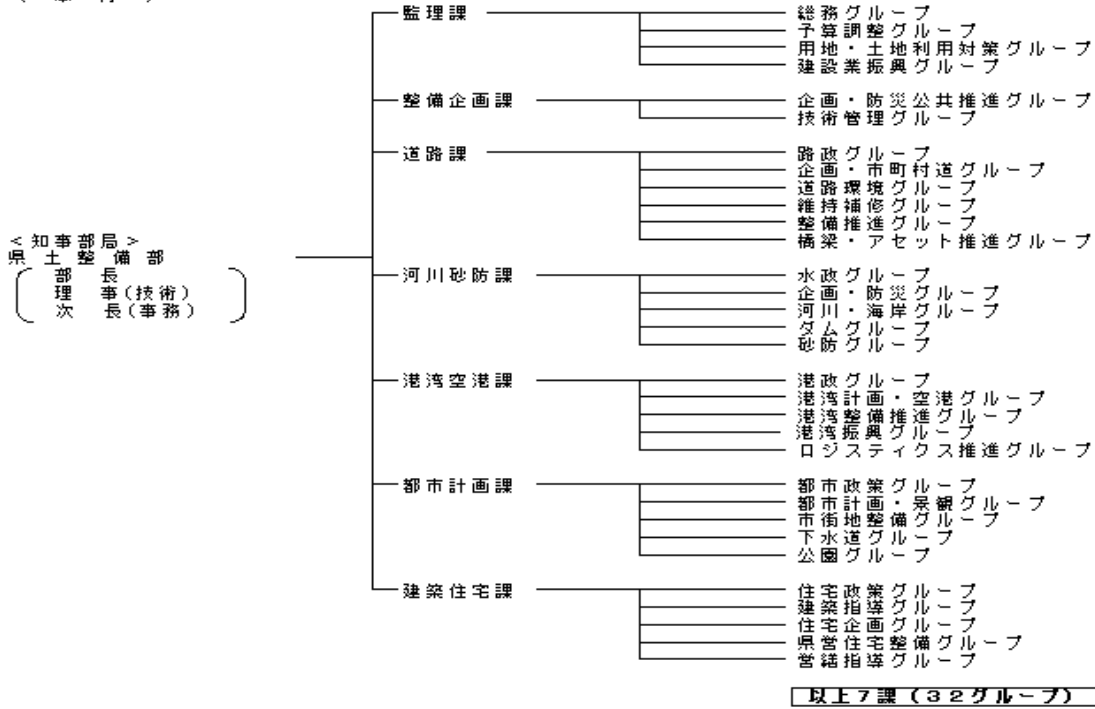 監理課
総務グループ
予算調整グループ
用地・土地利用対策グループ
建設業振興グループ
整備企画課
企画・防災公共推進グループ
技術管理グループ
道路課
路政グループ
企画・市町村道グループ
道路環境グループ
維持補修グループ
整備推進グループ
橋梁・アセット推進グループ
<知事部局>
県土整備部
部長
理事(技術)
次長(事務)
河川砂防課
水政グループ
企画・防災グループ
河川・海岸グループ
ダムグループ
砂防グループ
港湾空港課
港政グループ
港湾計画・空港グループ
港湾整備推進グループ
港湾振興グループ
ロジスティクス推進グループ
都市計画課
都市政策グループ
都市計画・景観グループ
市街地整備グループ
下水道グループ
公園グループ
建築住宅課
住宅政策グループ
建築指導グループ
住宅企画グループ
県営住宅整備グループ
営繕指導グループ
以上7課(32グループ)